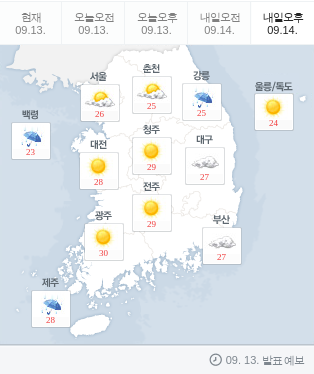 현재 오늘오전 오늘오후 내일오전 내일오후
09.13. 09.13. 09.13. 09.14. 09.14.
서울
26
춘천
25
강릉
25
울릉/독도
24
백령
23
대전
28
청주
29
대구
27
전주
29
광주
30
부산
27
제주
28
09. 13. 발표 예보